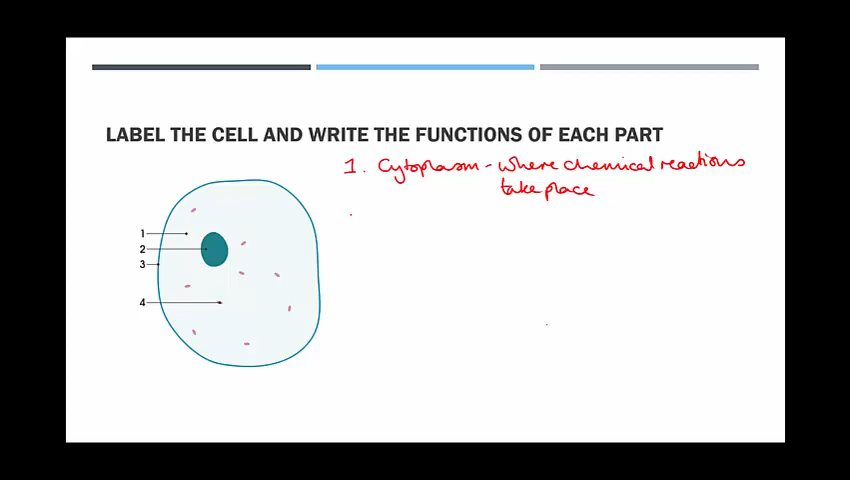 LABEL THE CELL AND WRITE THE FUNCTIONS OF EACH PART
1. Cytoplasm - where chemical reactions
take place
1
2
3
4